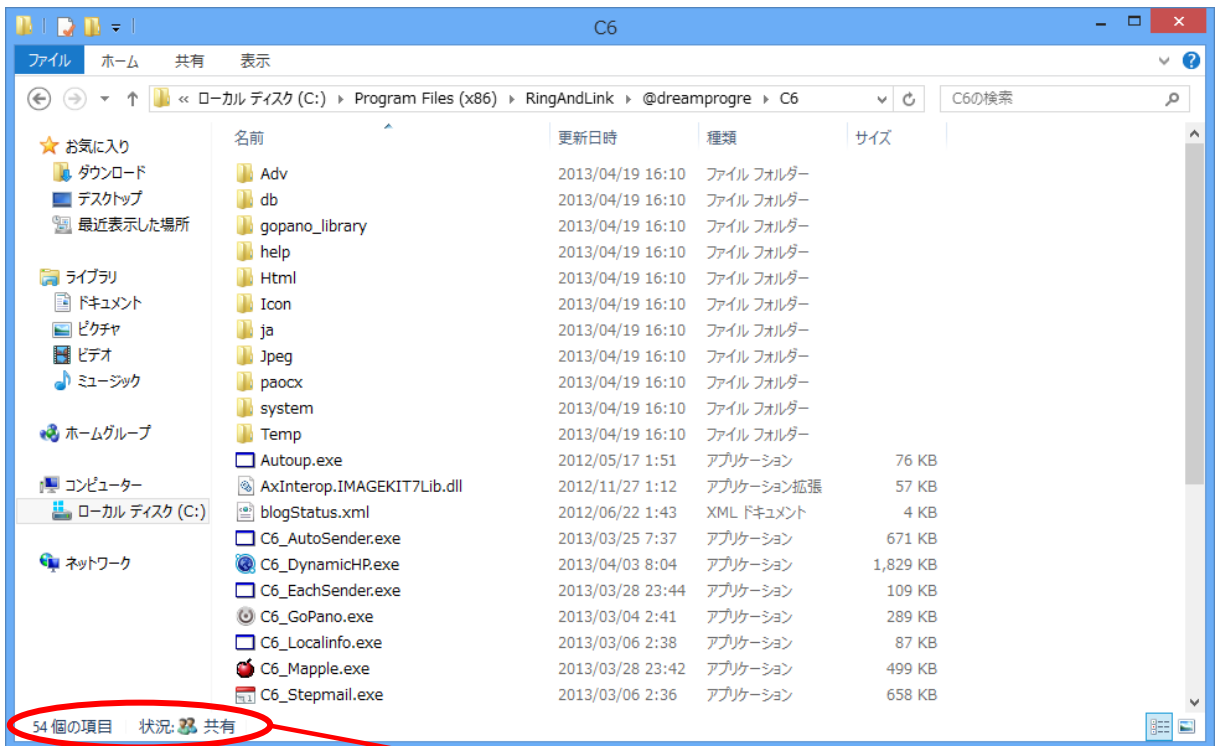 C6
ファイル ホーム 共有 表示
« ローカル ディスク (C:) Program Files (x86) RingAndLink @dreamprogre C6 C6の検索
お気に入り
ダウンロード
デスクトップ
最近表示した場所
ライブラリ
ドキュメント
ピクチャ
ビデオ
ミュージック
ホームグループ
コンピューター
ローカル ディスク (C:)
ネットワーク
名前 更新日時 種類 サイズ
Adv 2013/04/19 16:10 ファイル フォルダー
db 2013/04/19 16:10 ファイル フォルダー
gopano_library 2013/04/19 16:10 ファイル フォルダー
help 2013/04/19 16:10 ファイル フォルダー
Html 2013/04/19 16:10 ファイル フォルダー
Icon 2013/04/19 16:10 ファイル フォルダー
ja 2013/04/19 16:10 ファイル フォルダー
Jpeg 2013/04/19 16:10 ファイル フォルダー
paocx 2013/04/19 16:10 ファイル フォルダー
system 2013/04/19 16:10 ファイル フォルダー
Temp 2013/04/19 16:10 ファイル フォルダー
Autoup.exe 2012/05/17 1:51 アプリケーション 76 KB
AxInterop.IMAGEKIT7Lib.dll 2012/11/27 1:12 アプリケーション拡張 57 KB
blogStatus.xml 2012/06/22 1:43 XML ドキュメント 4 KB
C6_AutoSender.exe 2013/03/25 7:37 アプリケーション 671 KB
C6_DynamicHP.exe 2013/04/03 8:04 アプリケーション 1,829 KB
C6_EachSender.exe 2013/03/28 23:44 アプリケーション 109 KB
C6_GoPano.exe 2013/03/04 2:41 アプリケーション 289 KB
C6_Localinfo.exe 2013/03/06 2:38 アプリケーション 87 KB
C6_Mapple.exe 2013/03/28 23:42 アプリケーション 499 KB
C6_Stepmail.exe 2013/03/06 2:36 アプリケーション 658 KB
54 個の項目 状況: 共有